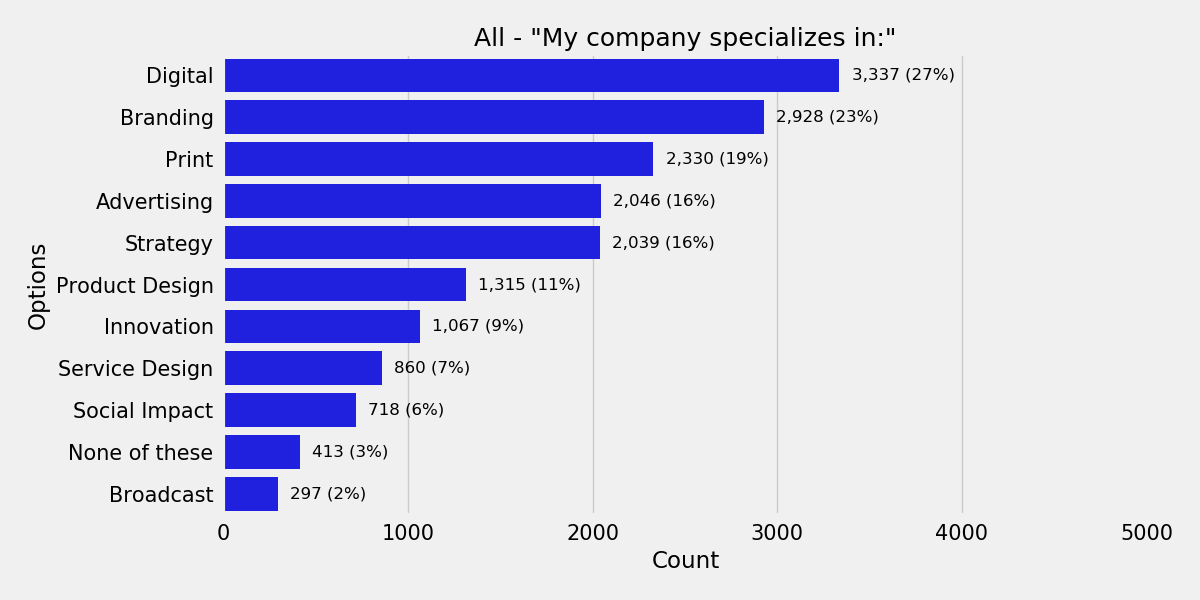 All - "My company specializes in:"
Digital 3,337 (27%)
Branding 2,928 (23%)
Print 2,330 (19%)
Advertising 2,046 (16%)
Strategy 2,039 (16%)
Product Design 1,315 (11%)
Innovation 1,067 (9%)
Service Design 860 (7%)
Social Impact 718 (6%)
None of these 413 (3%)
Broadcast 297 (2%)
Options
0 1000 2000 3000 4000 5000
Count